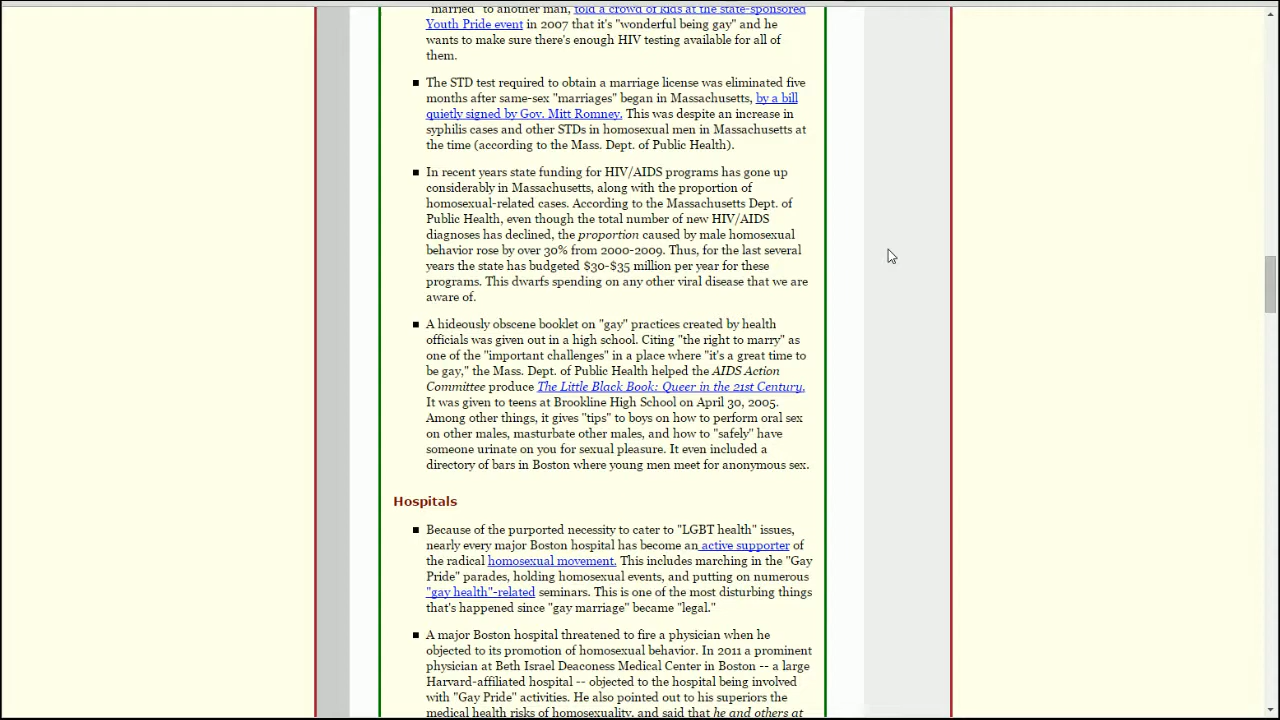 "married" to another man, told a crowd of kids at the state-sponsored
Youth Pride event in 2007 that it's "wonderful being gay" and he
wants to make sure there's enough HIV testing available for all of
them.
The STD test required to obtain a marriage license was eliminated five
months after same-sex "marriages" began in Massachusetts, by a bill
quietly signed by Gov. Mitt Romney. This was despite an increase in
syphilis cases and other STDs in homosexual men in Massachusetts at
the time (according to the Mass. Dept. of Public Health).
In recent years state funding for HIV/AIDS programs has gone up
considerably in Massachusetts, along with the proportion of
homosexual-related cases. According to the Massachusetts Dept. of
Public Health, even though the total number of new HIV/AIDS
diagnoses has declined, the proportion caused by male homosexual
behavior rose by over 30% from 2000-2009. Thus, for the last several
years the state has budgeted $30-$35 million per year for these
programs. This dwarfs spending on any other viral disease that we are
aware of.
A hideously obscene booklet on "gay" practices created by health
officials was given out in a high school. Citing "the right to marry" as
one of the "important challenges" in a place where "it's a great time to
be gay," the Mass. Dept. of Public Health helped the AIDS Action
Committee produce The Little Black Book: Queer in the 21st Century.
It was given to teens at Brookline High School on April 30, 2005.
Among other things, it gives "tips" to boys on how to perform oral sex
on other males, masturbate other males, and how to "safely" have
someone urinate on you for sexual pleasure. It even included a
directory of bars in Boston where young men meet for anonymous sex.
Hospitals
Because of the purported necessity to cater to "LGBT health" issues,
nearly every major Boston hospital has become an active supporter of
the radical homosexual movement. This includes marching in the "Gay
Pride" parades, holding homosexual events, and putting on numerous
"gay health"-related seminars. This is one of the most disturbing things
that's happened since "gay marriage" became "legal."
A major Boston hospital threatened to fire a physician when he
objected to its promotion of homosexual behavior. In 2011 a prominent
physician at Beth Israel Deaconess Medical Center in Boston -- a large
Harvard-affiliated hospital -- objected to the hospital being involved
with "Gay Pride" activities. He also pointed out to his superiors the
medical health risks of homosexuality, and said that he and others at